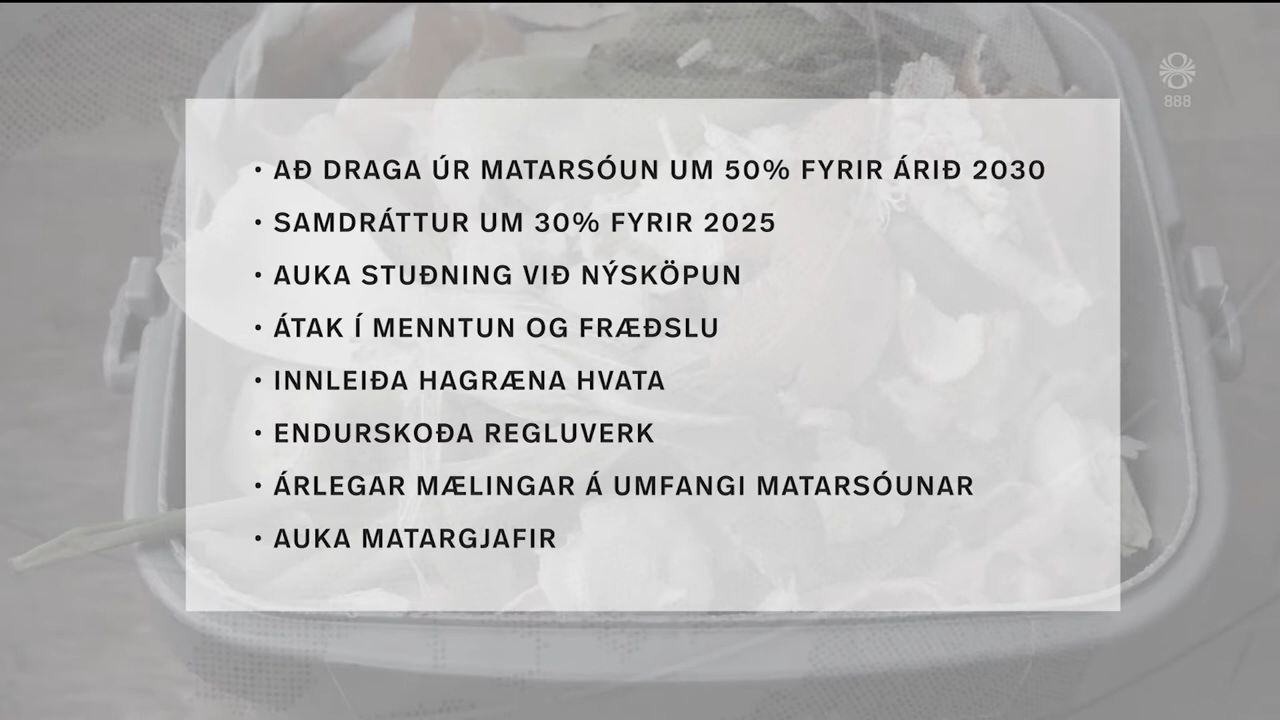 888
• AÐ DRAGA ÚR MATARSÓUN UM 50% FYRIR ÁRIÐ 2030
• SAMDRÁTTUR UM 30% FYRIR 2025
• AUKA STUÐNING VIÐ NÝSKÖPUN
• ÁTAK Í MENNTUN OG FRÆÐSLU
• INNLEIÐA HAGRÆNA HVATA
• ENDURSKOÐA REGLUVERK
• ÁRLEGAR MÆLINGAR Á UMFANGI MATARSÓUNAR
• AUKA MATARGJAFIR